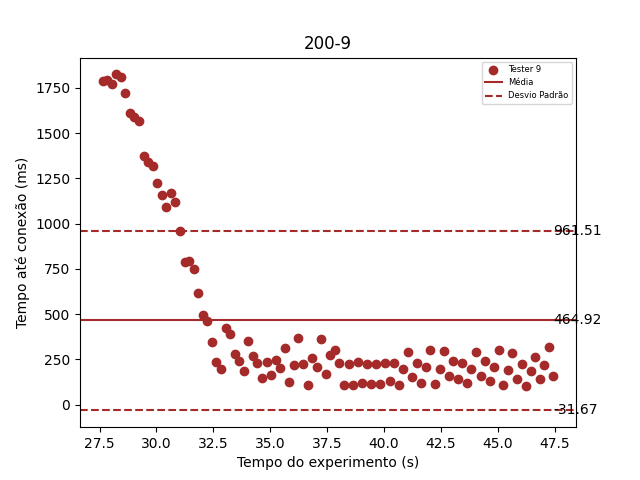 200-9
Tester 9
Média
Desvio Padrão
Tempo até conexão (ms)
1750
1500
1250
1000
750
500
250
0
961.51
464.92
-31.67
27.5 30.0 32.5 35.0 37.5 40.0 42.5 45.0 47.5
Tempo do experimento (s)